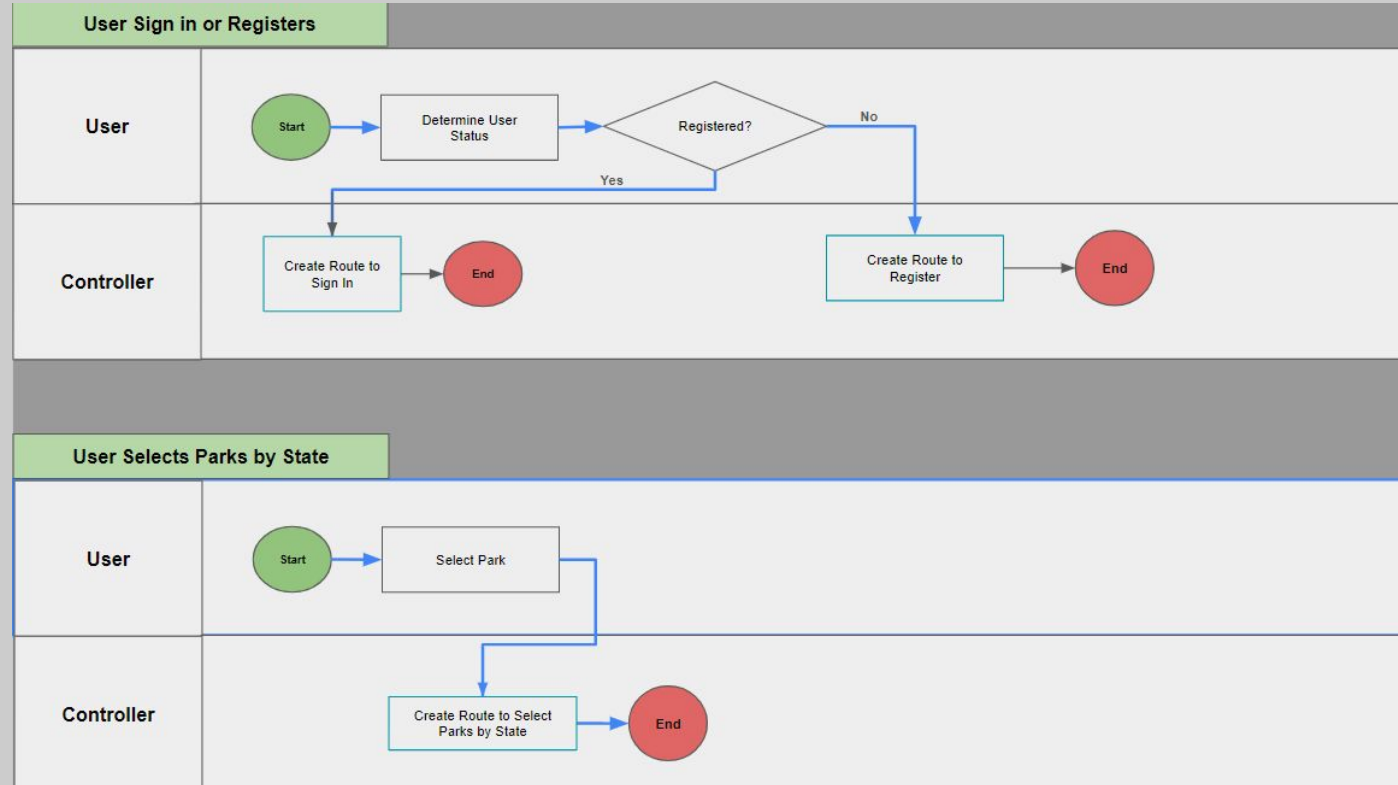 User Sign in or Registers
User
Start
Determine User
Status
Registered?
No
Yes
Controller
Create Route to
Sign In
End
Create Route to
Register
End
User Selects Parks by State
User
Start
Select Park
Controller
Create Route to Select
Parks by State
End